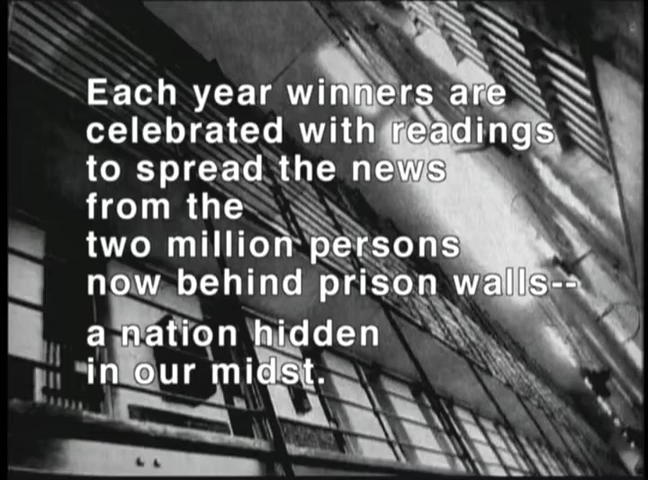 Each year winners are
celebrated with readings
to spread the news
from the
two million persons
now behind prison walls--
a nation hidden
in our midst.